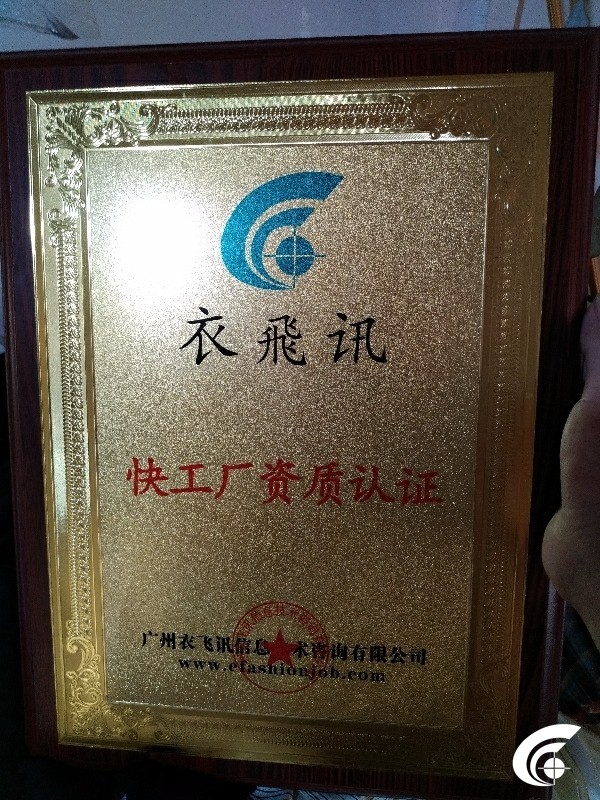 衣飛讯
快工厂资质认证
广州衣飞讯信息 术咨询有限公司
www.efashionjob.com